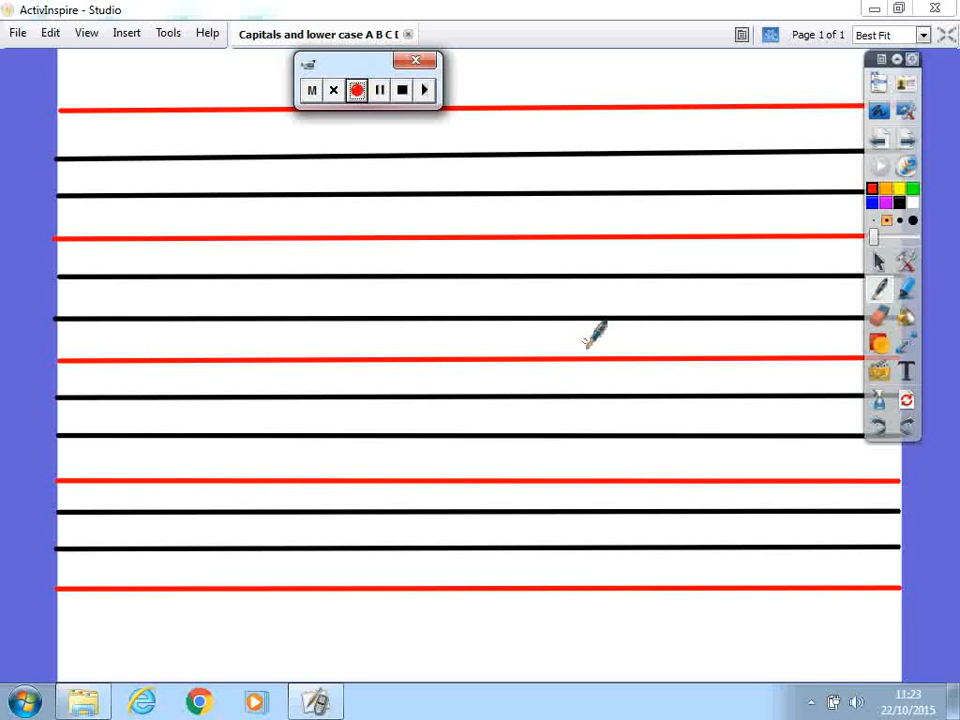 ActivInspire - Studio
File Edit View Insert Tools Help Capitals and lower case A B C D Page 1 of 1 Best Fit
M
T
11:23
22/10/2015